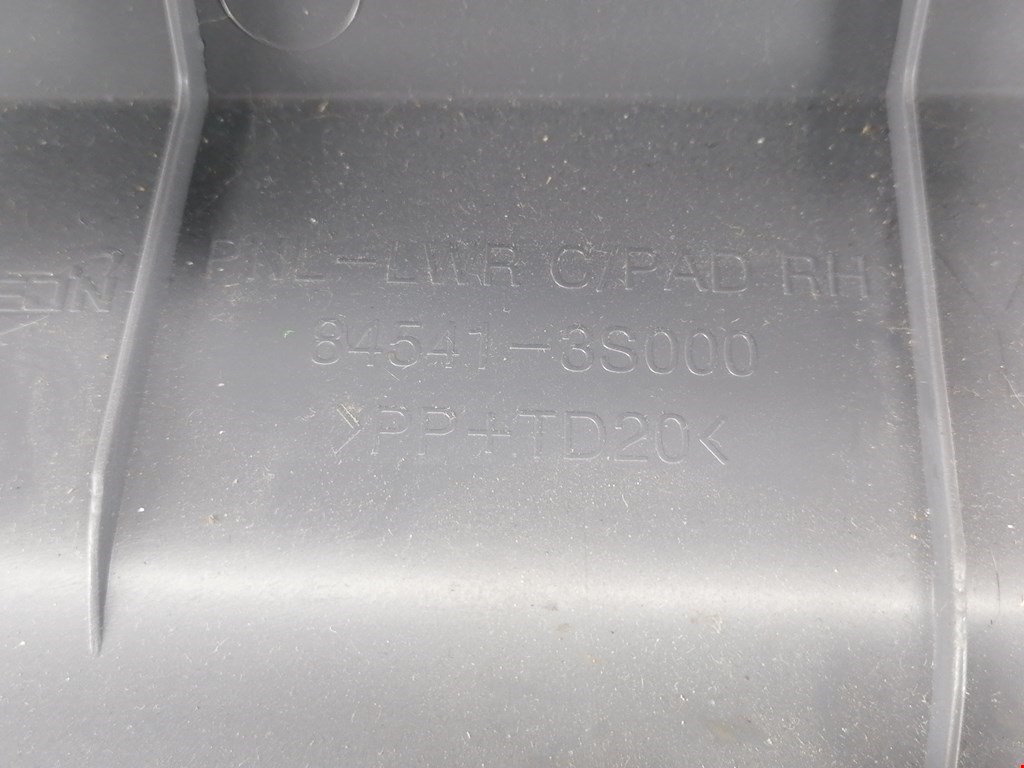 PNL-LWR C/PAD RH
84541-3S000
>PP+TD20<